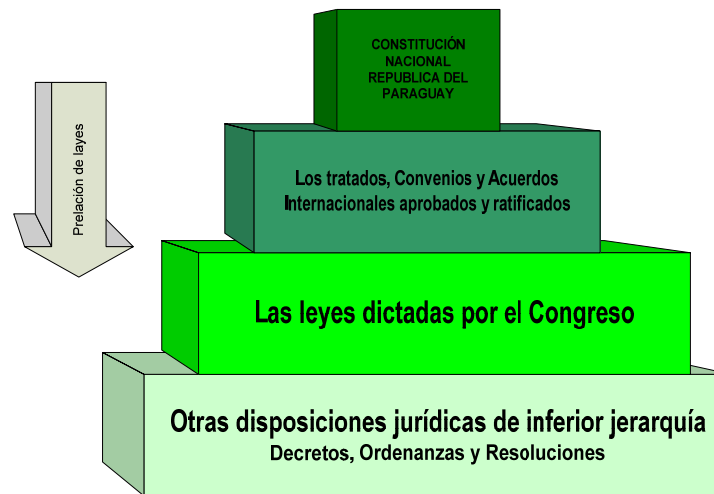 CONSTITUCIÓN
NACIONAL
REPUBLICA DEL
PARAGUAY
Prelación de layes
Los tratados, Convenios y Acuerdos
Internacionales aprobados y ratificados
Las leyes dictadas por el Congreso
Otras disposiciones jurídicas de inferior jerarquía
Decretos, Ordenanzas y Resoluciones